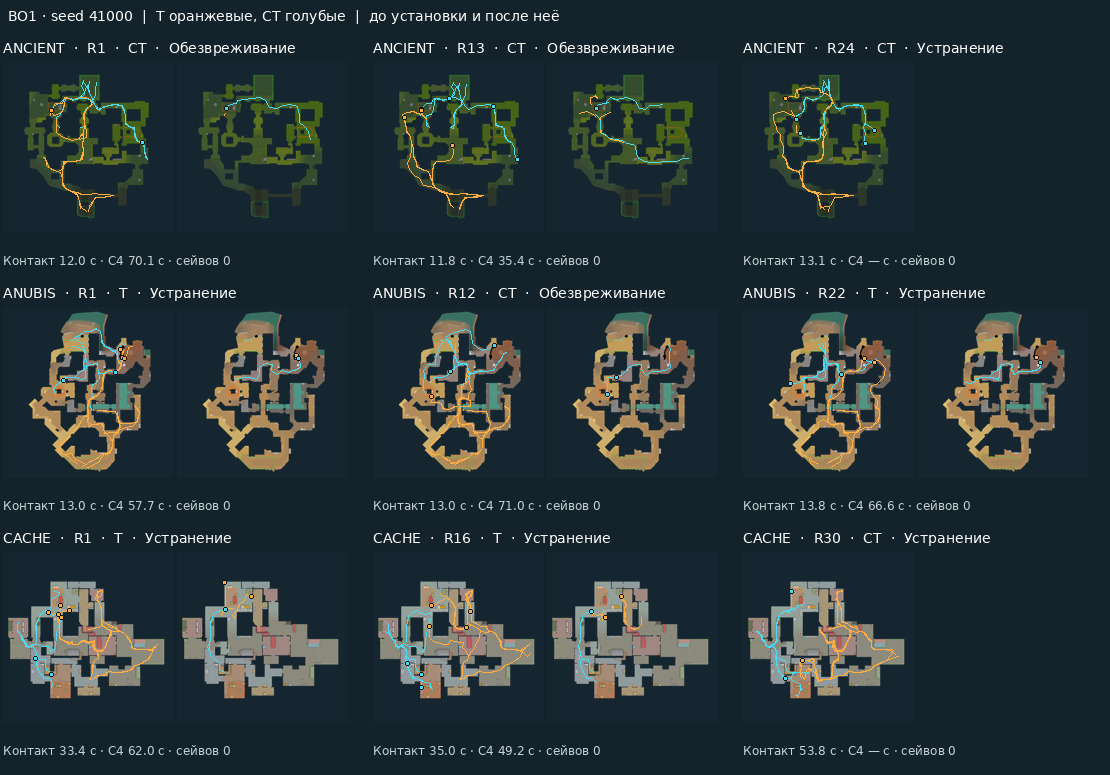 BO1 · seed 41000 | T оранжевые, CT голубые | до установки и после неё
ANCIENT · R1 · CT · Обезвреживание
ANCIENT · R13 · CT · Обезвреживание
ANCIENT · R24 · CT · Устранение
Контакт 12.0 с · C4 70.1 с · сейвов 0
Контакт 11.8 с · C4 35.4 с · сейвов 0
Контакт 13.1 с · C4 — с · сейвов 0
ANUBIS · R1 · T · Устранение
ANUBIS · R12 · CT · Обезвреживание
ANUBIS · R22 · T · Устранение
Контакт 13.0 с · C4 57.7 с · сейвов 0
Контакт 13.0 с · C4 71.0 с · сейвов 0
Контакт 13.8 с · C4 66.6 с · сейвов 0
CACHE · R1 · T · Устранение
CACHE · R16 · T · Устранение
CACHE · R30 · CT · Устранение
Контакт 33.4 с · C4 62.0 с · сейвов 0
Контакт 35.0 с · C4 49.2 с · сейвов 0
Контакт 53.8 с · C4 — с · сейвов 0